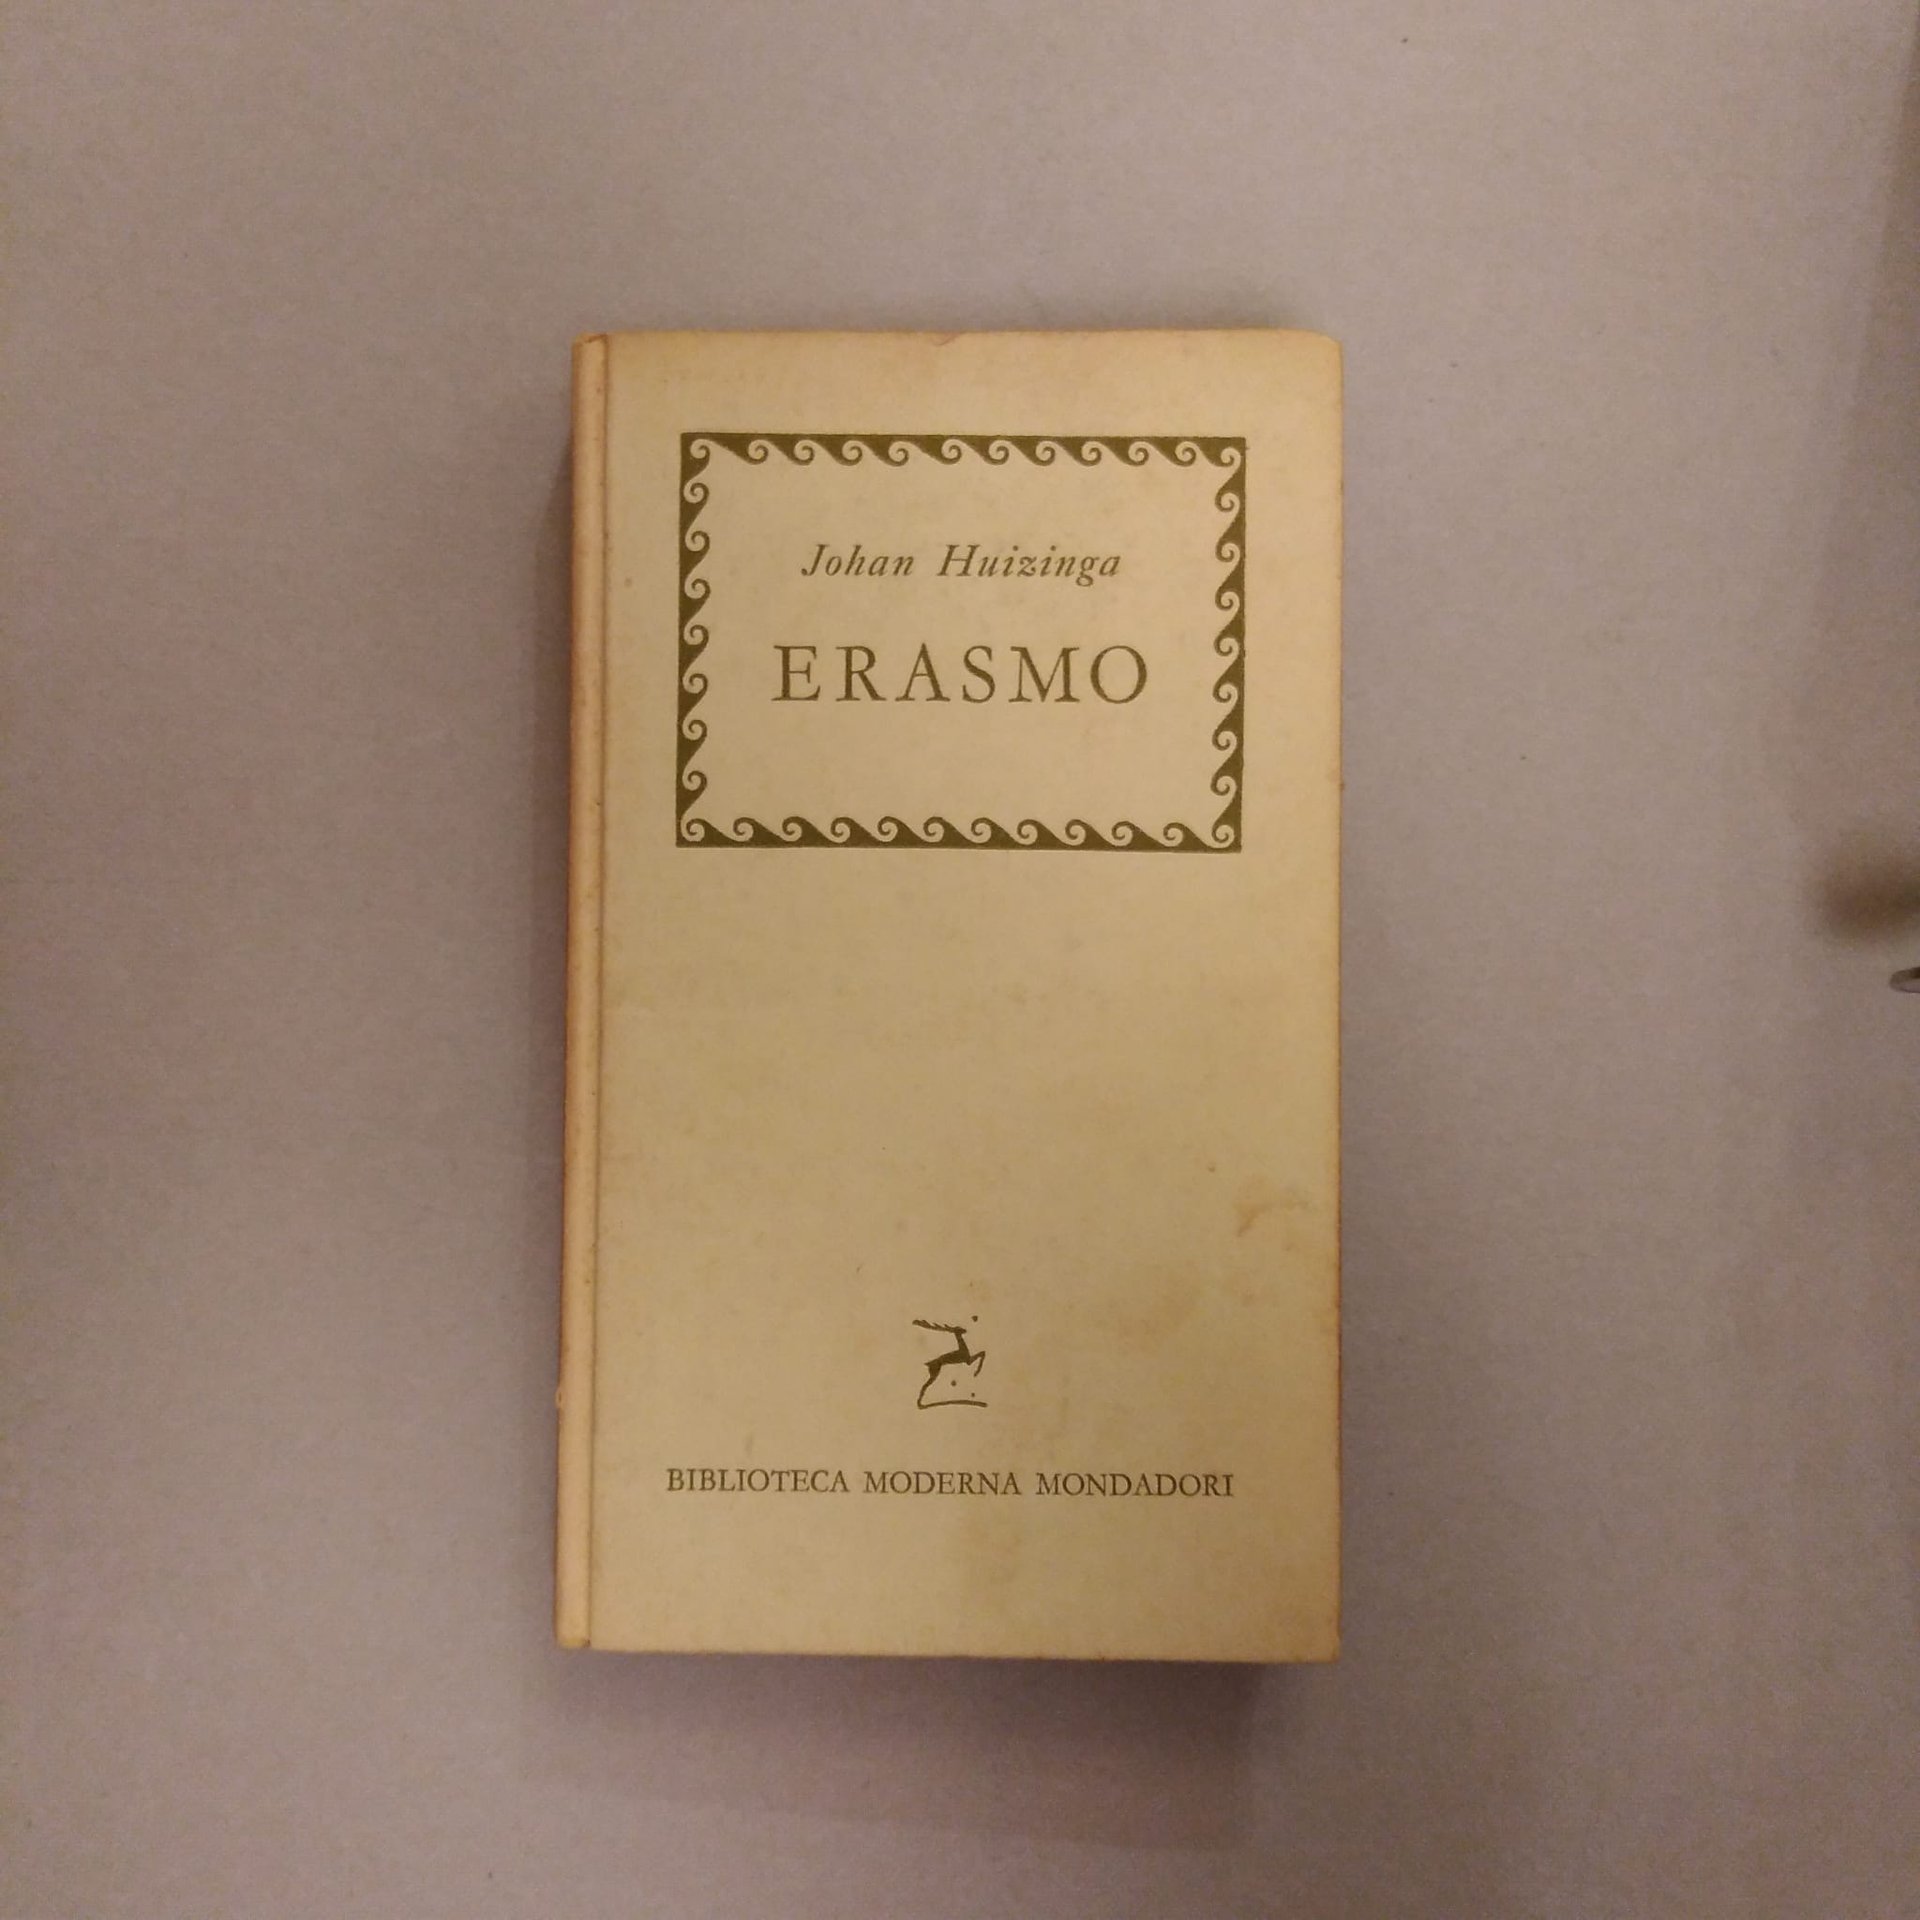 Johan Huizinga
ERASMO
BIBLIOTECA MODERNA MONDADORI